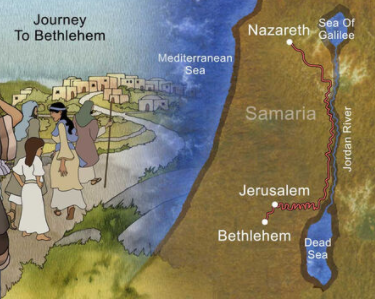 Journey
To Bethlehem
Nazareth
Sea Of
Galilee
Mediterranean
Sea
Samaria
Jordan River
Jerusalem
Bethlehem
Dead
Sea